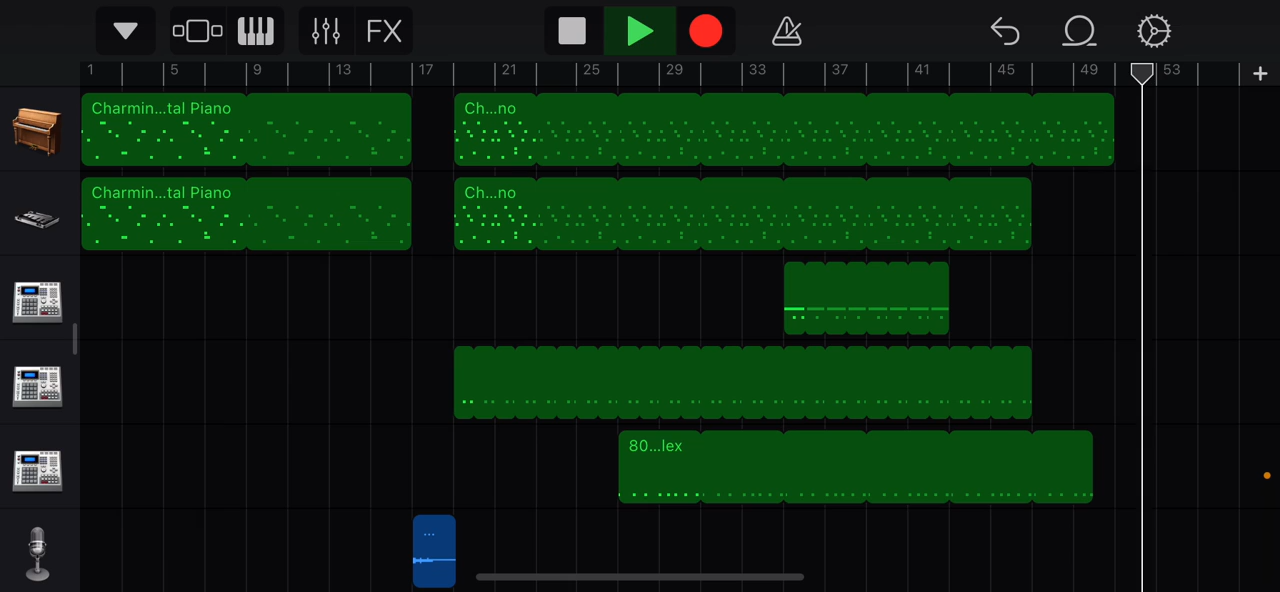 FX
1 5 9 13 17 21 25 29 33 37 41 45 49 53
Charmin...tal Piano
Ch...no
Charmin...tal Piano
Ch...no
80...lex
...